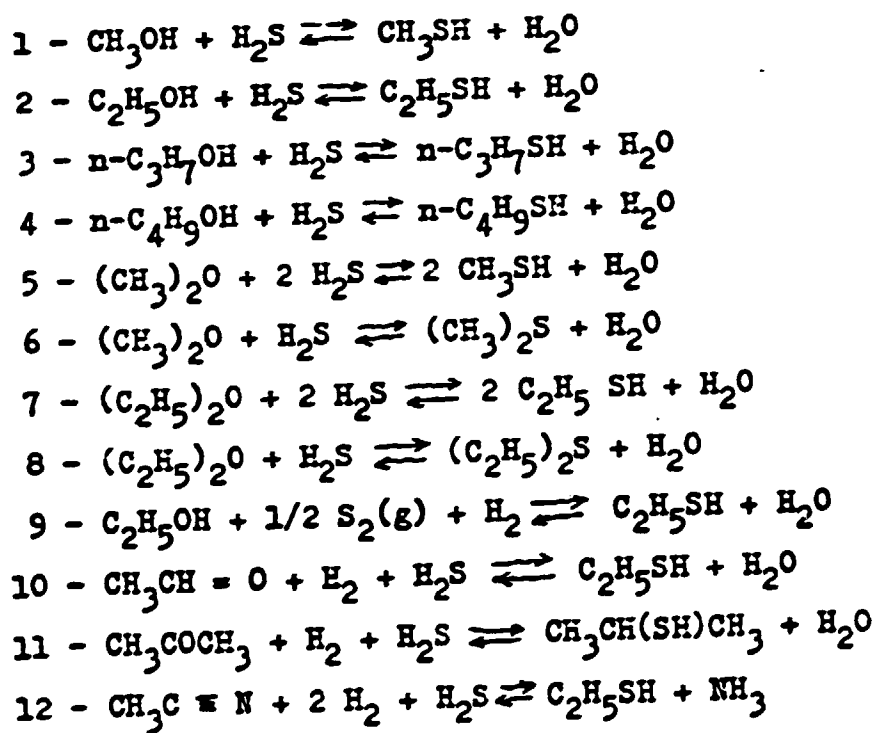 1 - CH₃OH + H₂S ⇌ CH₃SH + H₂O
2 - C₂H₅OH + H₂S ⇌ C₂H₅SH + H₂O
3 - n-C₃H₇OH + H₂S ⇌ n-C₃H₇SH + H₂O
4 - n-C₄H₉OH + H₂S ⇌ n-C₄H₉SH + H₂O
5 - (CH₃)₂O + 2 H₂S ⇌ 2 CH₃SH + H₂O
6 - (CH₃)₂O + H₂S ⇌ (CH₃)₂S + H₂O
7 - (C₂H₅)₂O + 2 H₂S ⇌ 2 C₂H₅ SH + H₂O
8 - (C₂H₅)₂O + H₂S ⇌ (C₂H₅)₂S + H₂O
9 - C₂H₅OH + 1/2 S₂(g) + H₂ ⇌ C₂H₅SH + H₂O
10 - CH₃CH = O + H₂ + H₂S ⇌ C₂H₅SH + H₂O
11 - CH₃COCH₃ + H₂ + H₂S ⇌ CH₃CH(SH)CH₃ + H₂O
12 - CH₃C ≡ N + 2 H₂ + H₂S ⇌ C₂H₅SH + NH₃